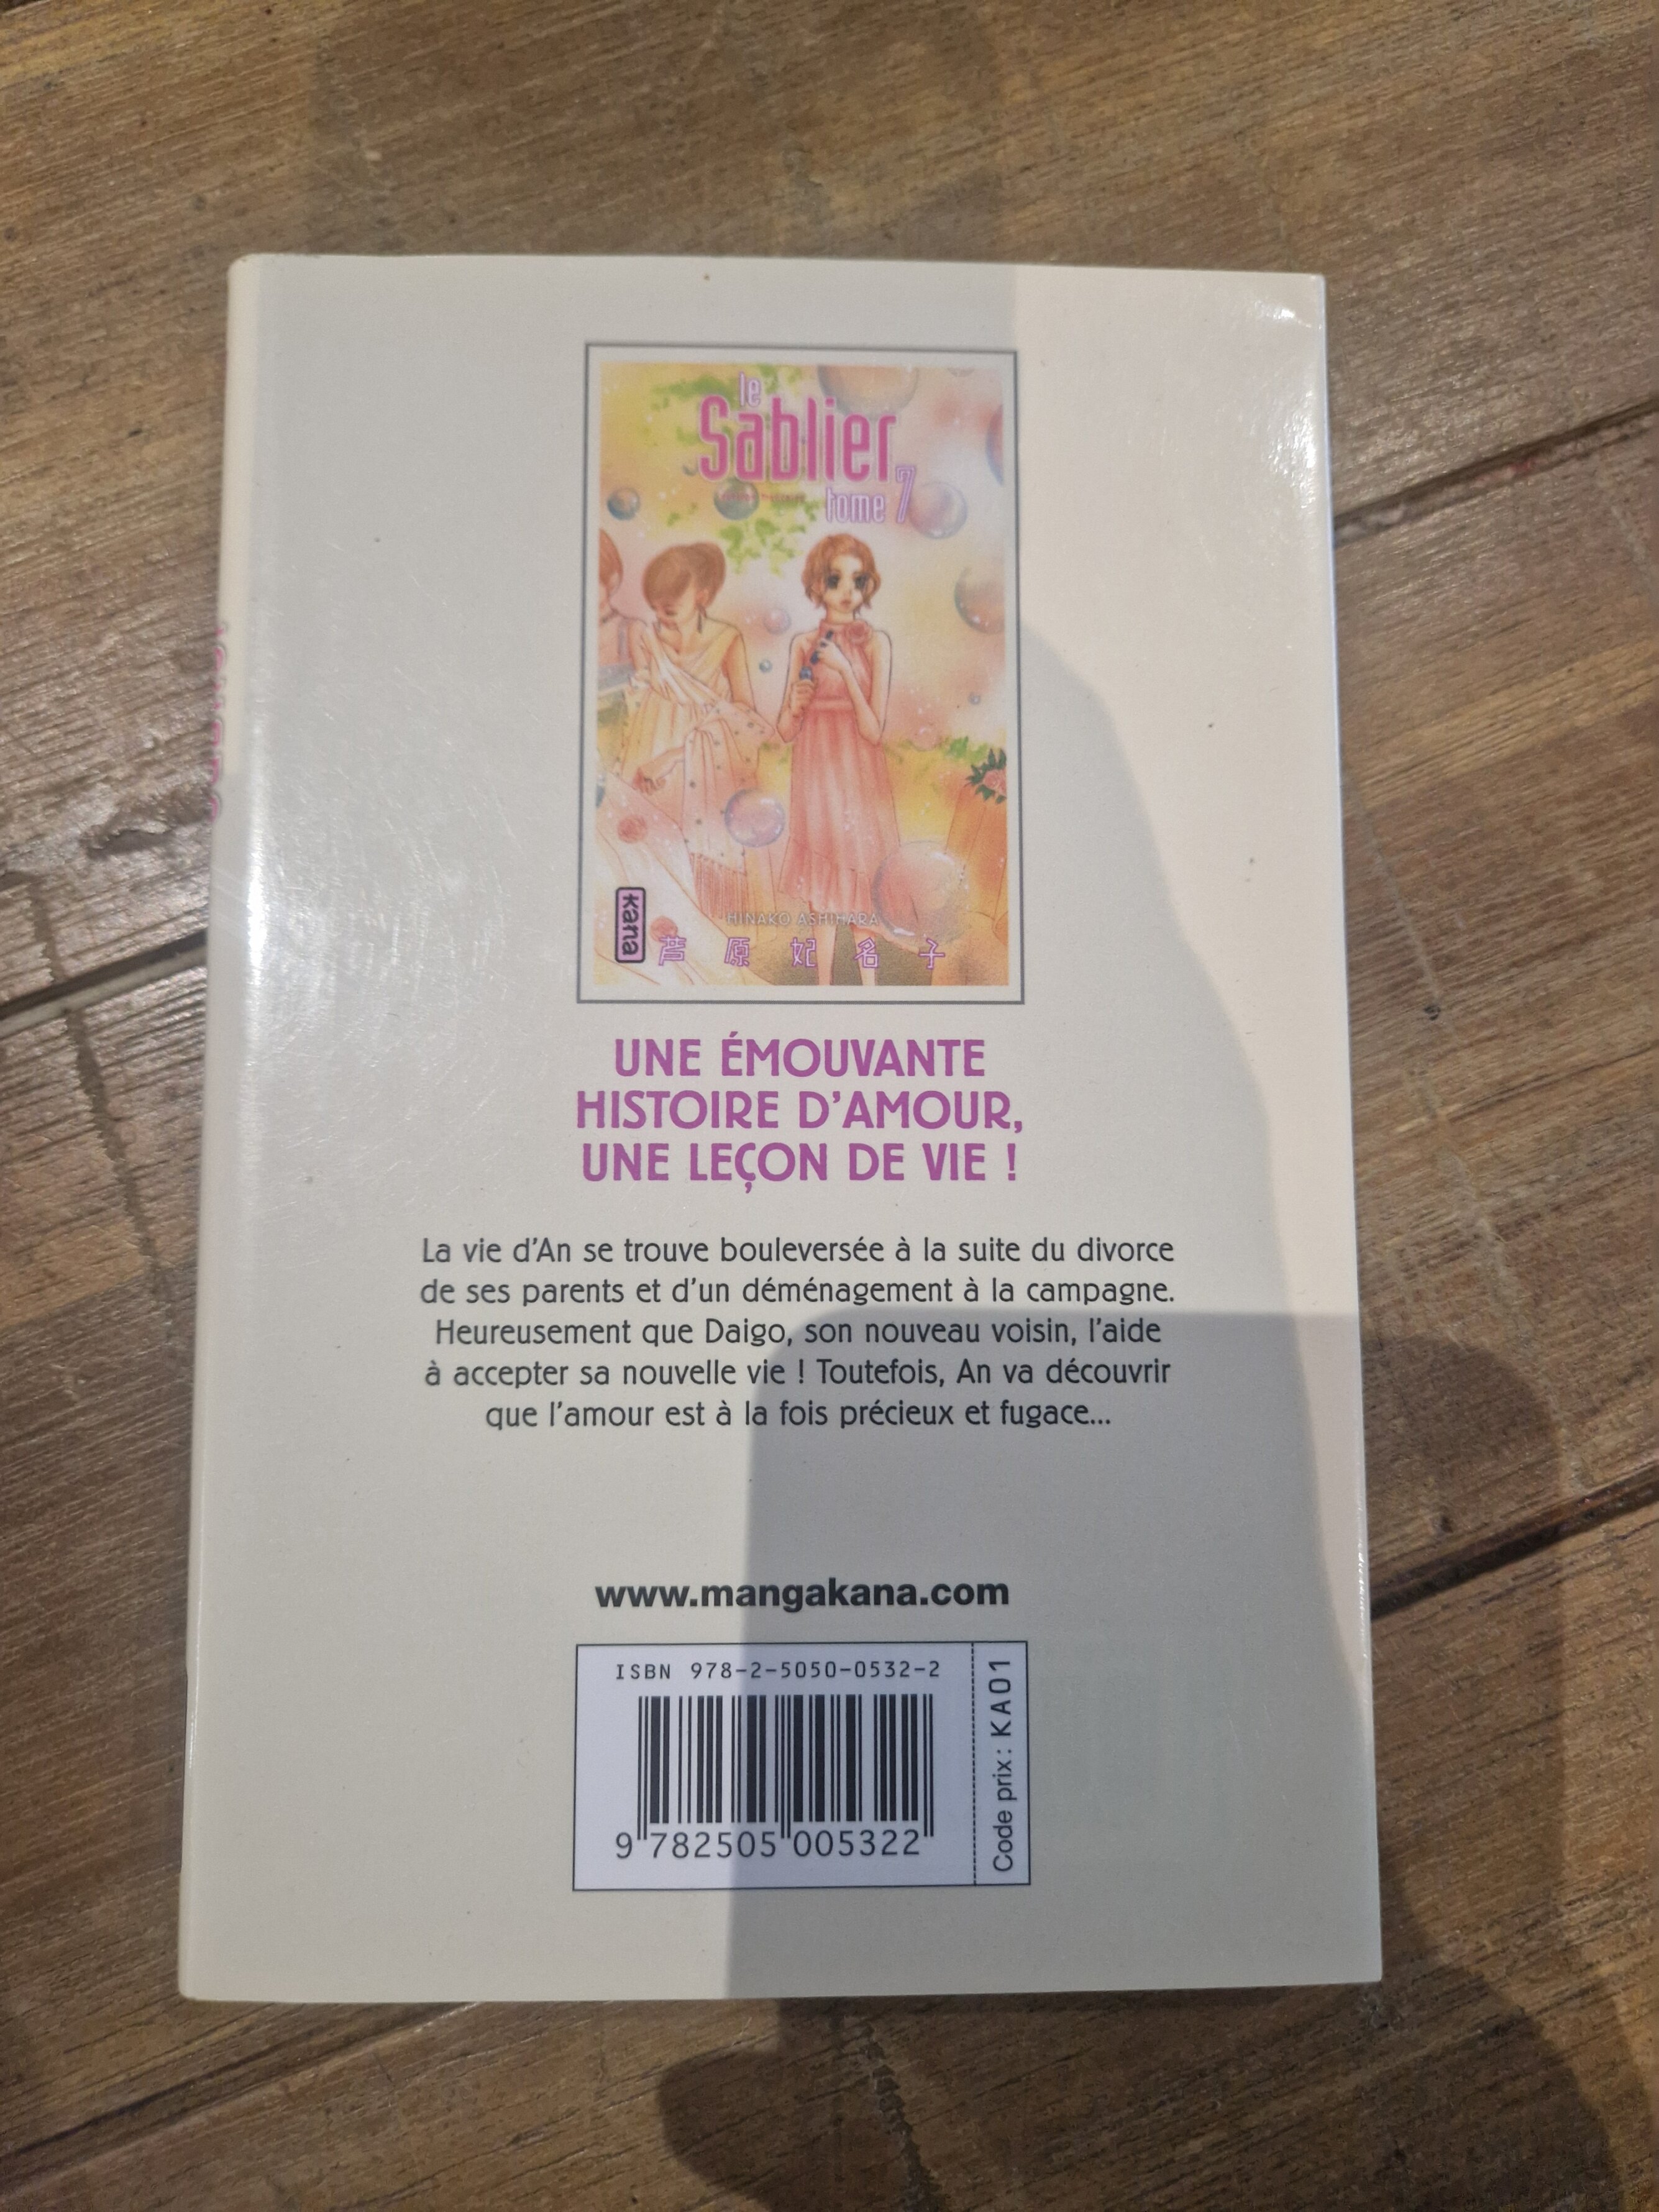 le
Sablier
tome 7
HINAKO ASHIHARA
kana
芦原妃名子
UNE ÉMOUVANTE
HISTOIRE D'AMOUR,
UNE LEÇON DE VIE !
La vie d'An se trouve bouleversée à la suite du divorce
de ses parents et d'un déménagement à la campagne.
Heureusement que Daigo, son nouveau voisin, l'aide
à accepter sa nouvelle vie ! Toutefois, An va découvrir
que l'amour est à la fois précieux et fugace...
www.mangakana.com
ISBN 978-2-5050-0532-2
9 782505 005322
Code prix : KA01